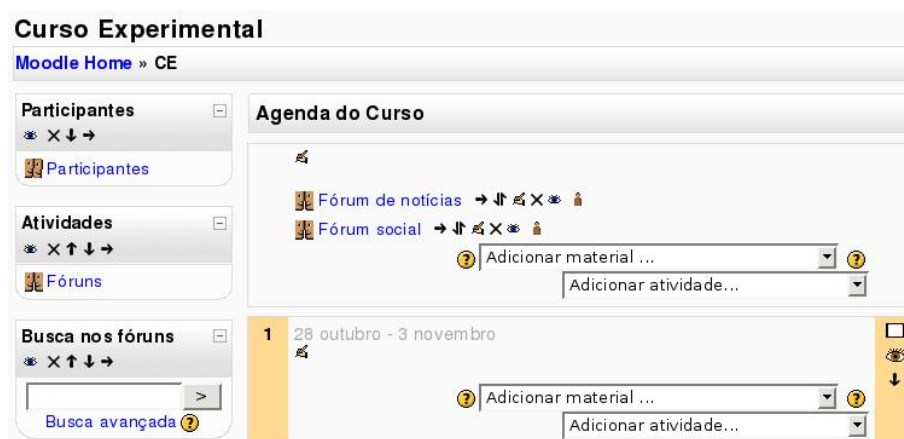 Curso Experimental
Moodle Home » CE
Participantes
Participantes
Atividades
Fóruns
Busca nos fóruns
>
Busca avançada ?
Agenda do Curso
Fórum de notícias
Fórum social
? Adicionar material ... ?
Adicionar atividade...
1 28 outubro - 3 novembro
? Adicionar material ... ?
Adicionar atividade...